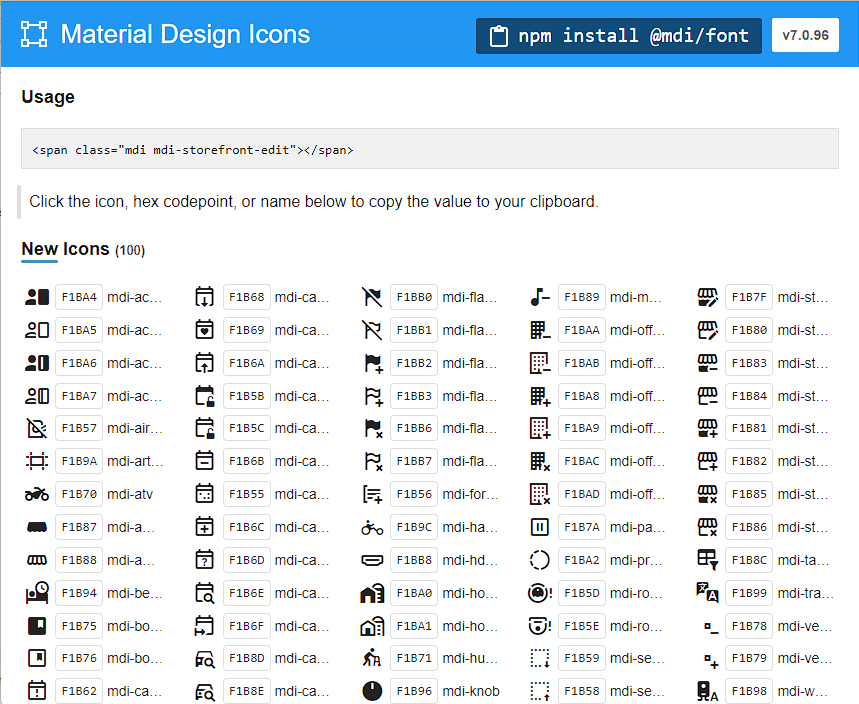 Material Design Icons
npm install @mdi/font
v7.0.96
Usage
<span class="mdi mdi-storefront-edit"></span>
Click the icon, hex codepoint, or name below to copy the value to your clipboard.
New Icons (100)
F1BA4 mdi-ac... F1B68 mdi-ca... F1BB0 mdi-fla... F1B89 mdi-m... F1B7F mdi-st...
F1BA5 mdi-ac... F1B69 mdi-ca... F1BB1 mdi-fla... F1BAA mdi-off... F1B80 mdi-st...
F1BA6 mdi-ac... F1B6A mdi-ca... F1BB2 mdi-fla... F1BAB mdi-off... F1B83 mdi-st...
F1BA7 mdi-ac... F1B5B mdi-ca... F1BB3 mdi-fla... F1BA8 mdi-off... F1B84 mdi-st...
F1B57 mdi-air... F1B5C mdi-ca... F1BB6 mdi-fla... F1BA9 mdi-off... F1B81 mdi-st...
F1B9A mdi-art... F1B6B mdi-ca... F1BB7 mdi-fla... F1BAC mdi-off... F1B82 mdi-st...
F1B70 mdi-atv F1B55 mdi-ca... F1B56 mdi-for... F1BAD mdi-off... F1B85 mdi-st...
F1B87 mdi-a... F1B6C mdi-ca... F1B9C mdi-ha... F1B7A mdi-pa... F1B86 mdi-st...
F1B88 mdi-a... F1B6D mdi-ca... F1BB8 mdi-hd... F1BA2 mdi-pr... F1B8C mdi-ta...
F1B94 mdi-be... F1B6E mdi-ca... F1BA0 mdi-ho... F1B5D mdi-ro... F1B99 mdi-tra...
F1B75 mdi-bo... F1B6F mdi-ca... F1BA1 mdi-ho... F1B5E mdi-ro... F1B78 mdi-ve...
F1B76 mdi-bo... F1B8D mdi-ca... F1B71 mdi-hu... F1B59 mdi-se... F1B79 mdi-ve...
F1B62 mdi-ca... F1B8E mdi-ca... F1B96 mdi-knob F1B58 mdi-se... F1B98 mdi-w...